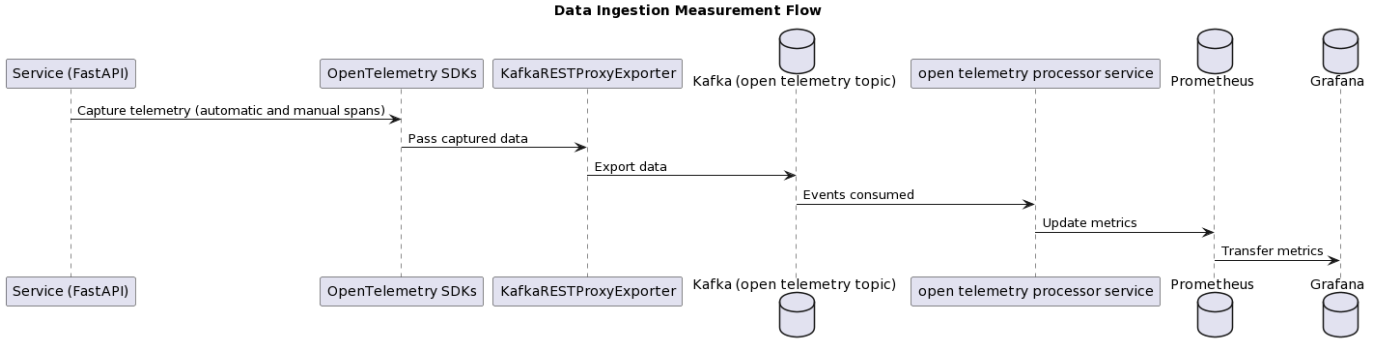 Data Ingestion Measurement Flow
Service (FastAPI)
OpenTelemetry SDKs
KafkaRESTProxyExporter
Kafka (open telemetry topic)
open telemetry processor service
Prometheus
Grafana
Capture telemetry (automatic and manual spans)
Pass captured data
Export data
Events consumed
Update metrics
Transfer metrics
Service (FastAPI)
OpenTelemetry SDKs
KafkaRESTProxyExporter
Kafka (open telemetry topic)
open telemetry processor service
Prometheus
Grafana